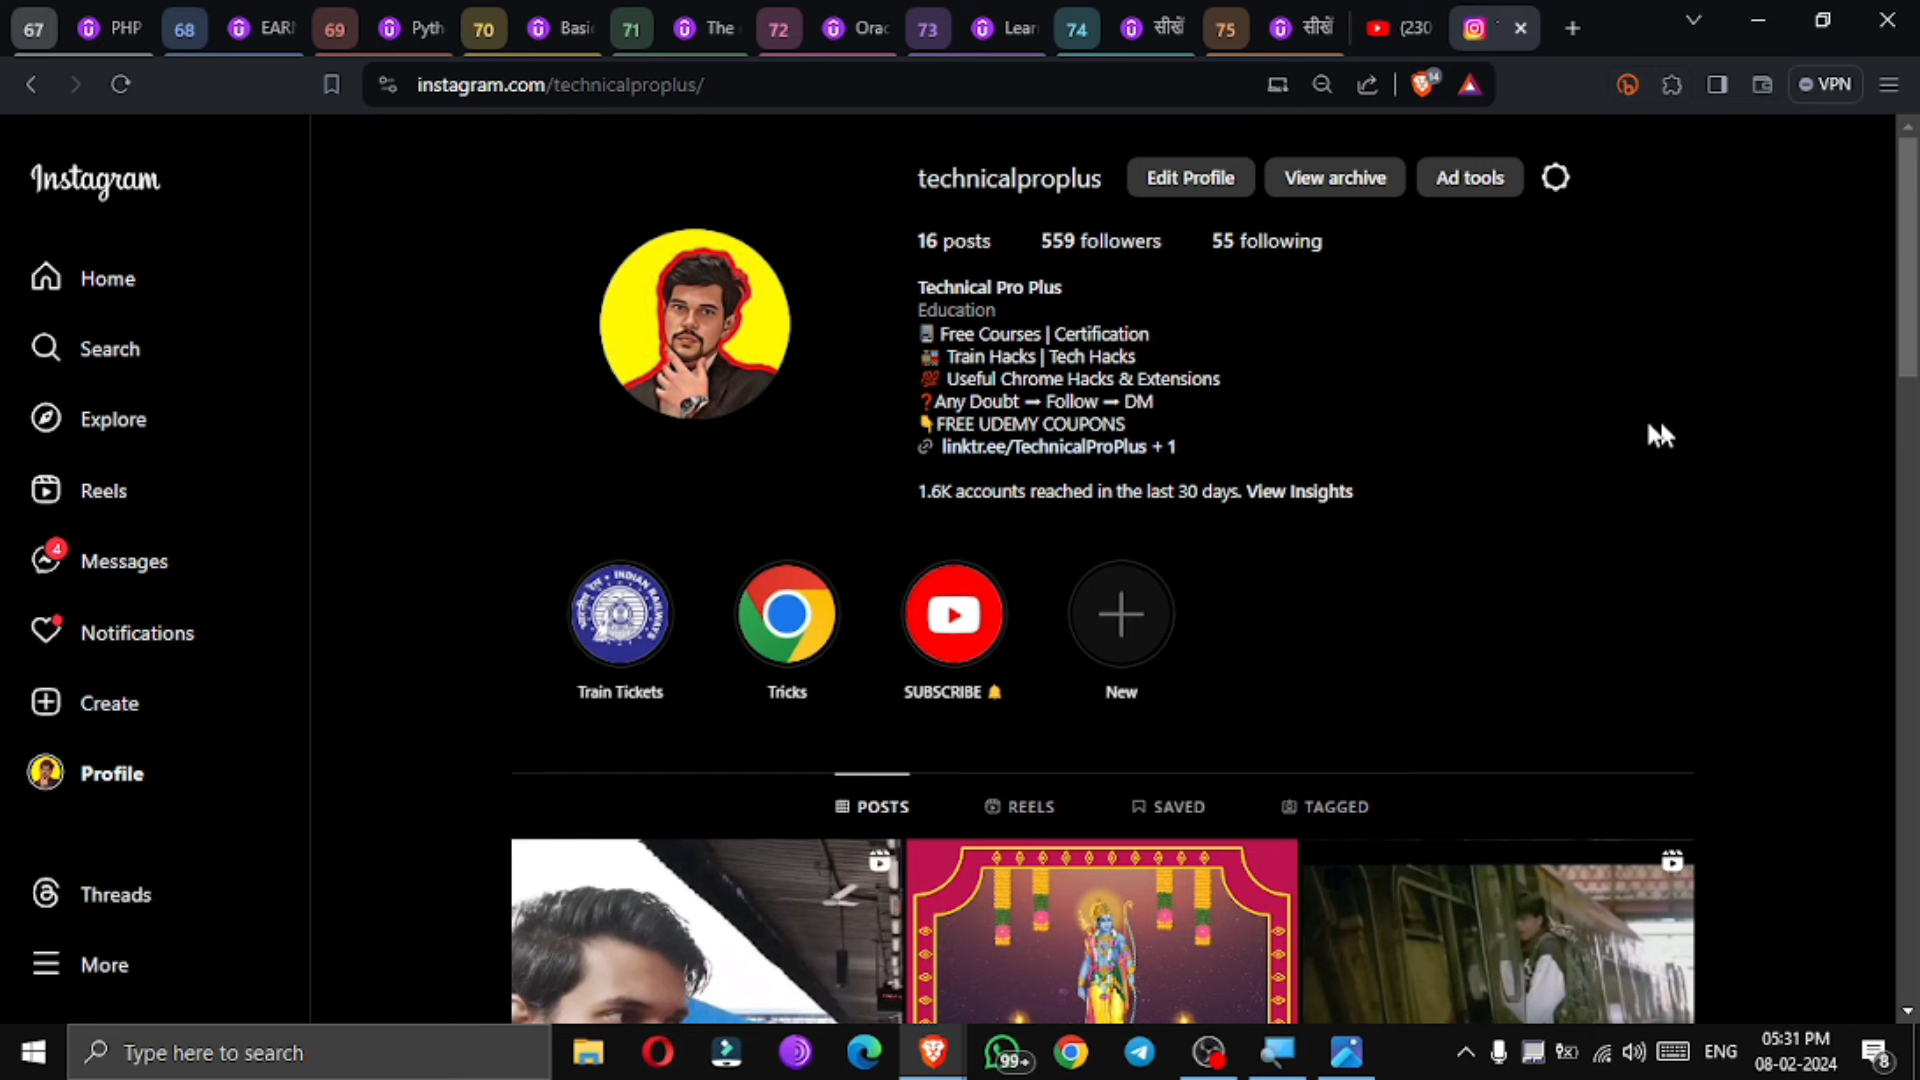 67 PHP 68 EAR 69 Pyth 70 Basi 71 The 72 Orac 73 Lear 74 सीखें 75 सीखें (230
instagram.com/technicalproplus/
14
VPN
Instagram
Home
Search
Explore
Reels
4
Messages
Notifications
Create
Profile
Threads
More
technicalproplus Edit Profile View archive Ad tools
16 posts 559 followers 55 following
Technical Pro Plus
Education
Free Courses | Certification
Train Hacks | Tech Hacks
💯 Useful Chrome Hacks & Extensions
❓Any Doubt ➡ Follow ➡ DM
👇FREE UDEMY COUPONS
linktr.ee/TechnicalProPlus + 1
1.6K accounts reached in the last 30 days. View Insights
INDIAN RAILWAYS
Train Tickets Tricks SUBSCRIBE 🔔 New
POSTS REELS SAVED TAGGED
Type here to search
99+
ENG
05:31 PM
08-02-2024
8